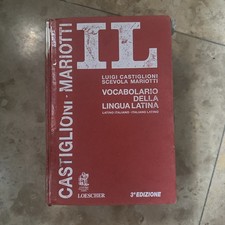 CASTIGLIONI · MARIOTTI
IL
LUIGI CASTIGLIONI
SCEVOLA MARIOTTI
VOCABOLARIO
DELLA
LINGUA LATINA
LATINO-ITALIANO · ITALIANO-LATINO
LOESCHER
3ª EDIZIONE